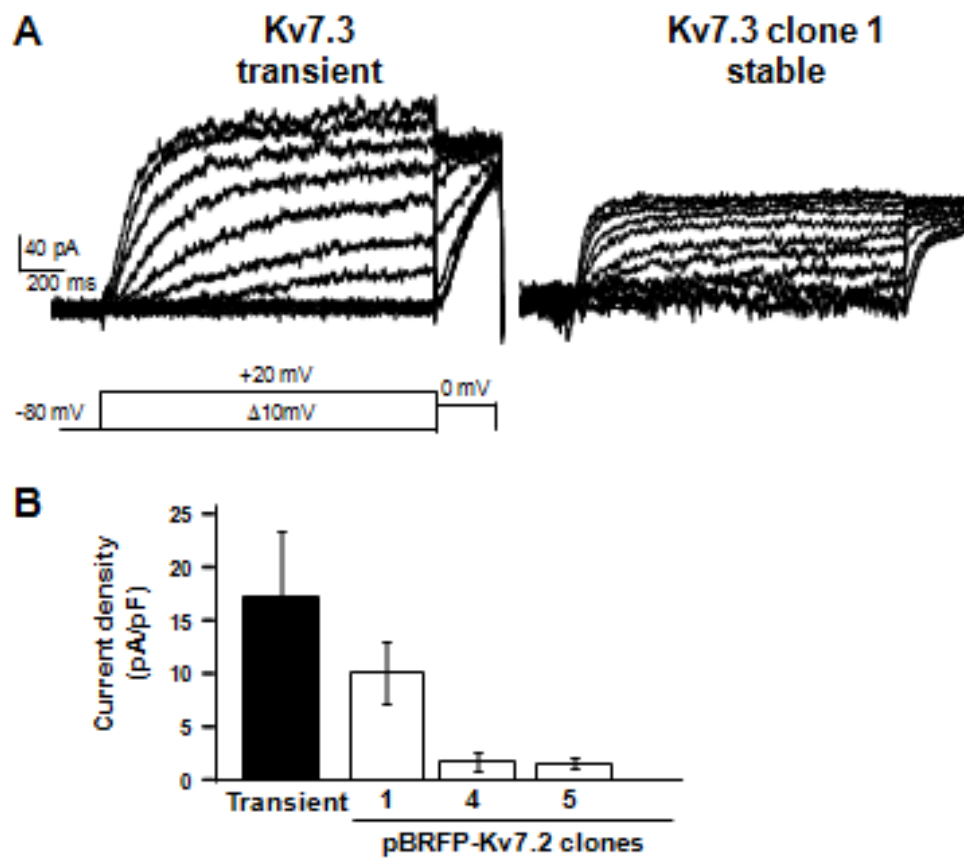 A
Kv7.3
transient
Kv7.3 clone 1
stable
40 pA
200 ms
+20 mV
-80 mV
Δ10mV
0 mV
B
Current density
(pA/pF)
25
20
15
10
5
0
Transient
1
4
5
pBRFP-Kv7.2 clones